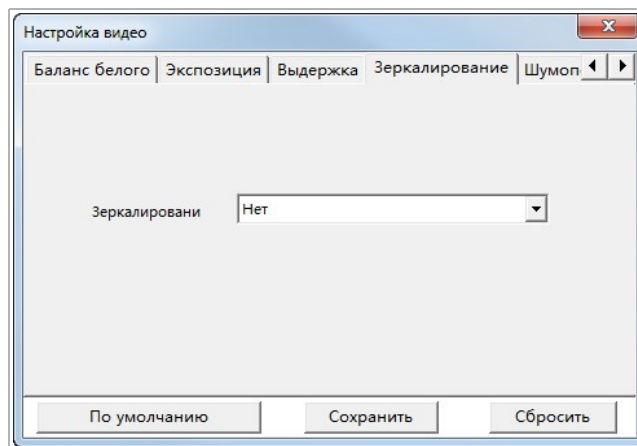 Настройка видео
Баланс белого Экспозиция Выдержка Зеркалирование Шумоп
Зеркалировани Нет
По умолчанию Сохранить Сбросить